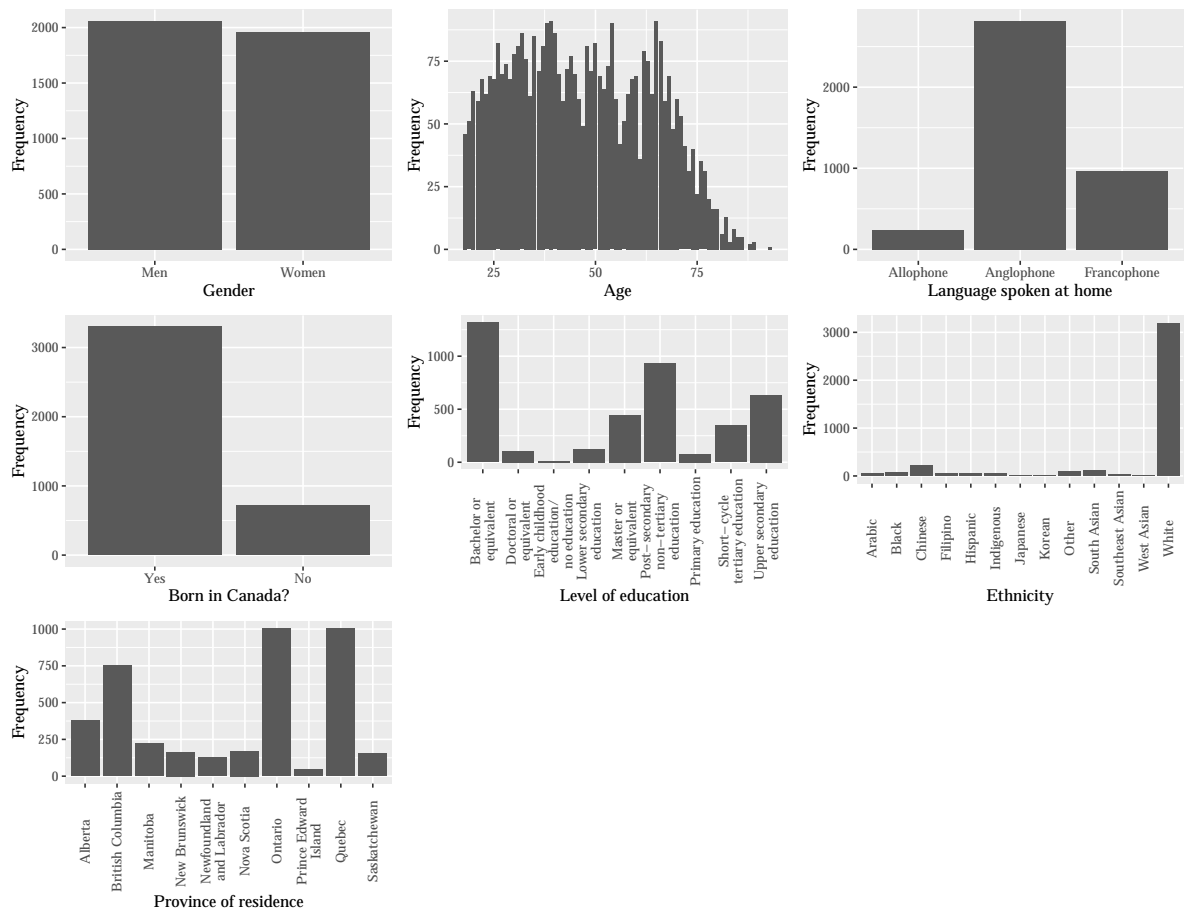 2000
1500
1000
500
0
Frequency
Men
Women
Gender
75
50
25
0
Frequency
25
50
75
Age
2000
1000
0
Frequency
Allophone
Anglophone
Francophone
Language spoken at home
3000
2000
1000
0
Frequency
Yes
No
Born in Canada?
1000
500
0
Frequency
Bachelor or
equivalent
Doctoral or
equivalent
Early childhood
education/
no education
Lower secondary
education
Master or
equivalent
Post−secondary
non−tertiary
education
Primary education
Short−cycle
tertiary education
Upper secondary
education
Level of education
3000
2000
1000
0
Frequency
Arabic
Black
Chinese
Filipino
Hispanic
Indigenous
Japanese
Korean
Other
South Asian
Southeast Asian
West Asian
White
Ethnicity
1000
750
500
250
0
Frequency
Alberta
British Columbia
Manitoba
New Brunswick
Newfoundland
and Labrador
Nova Scotia
Ontario
Prince Edward
Island
Quebec
Saskatchewan
Province of residence